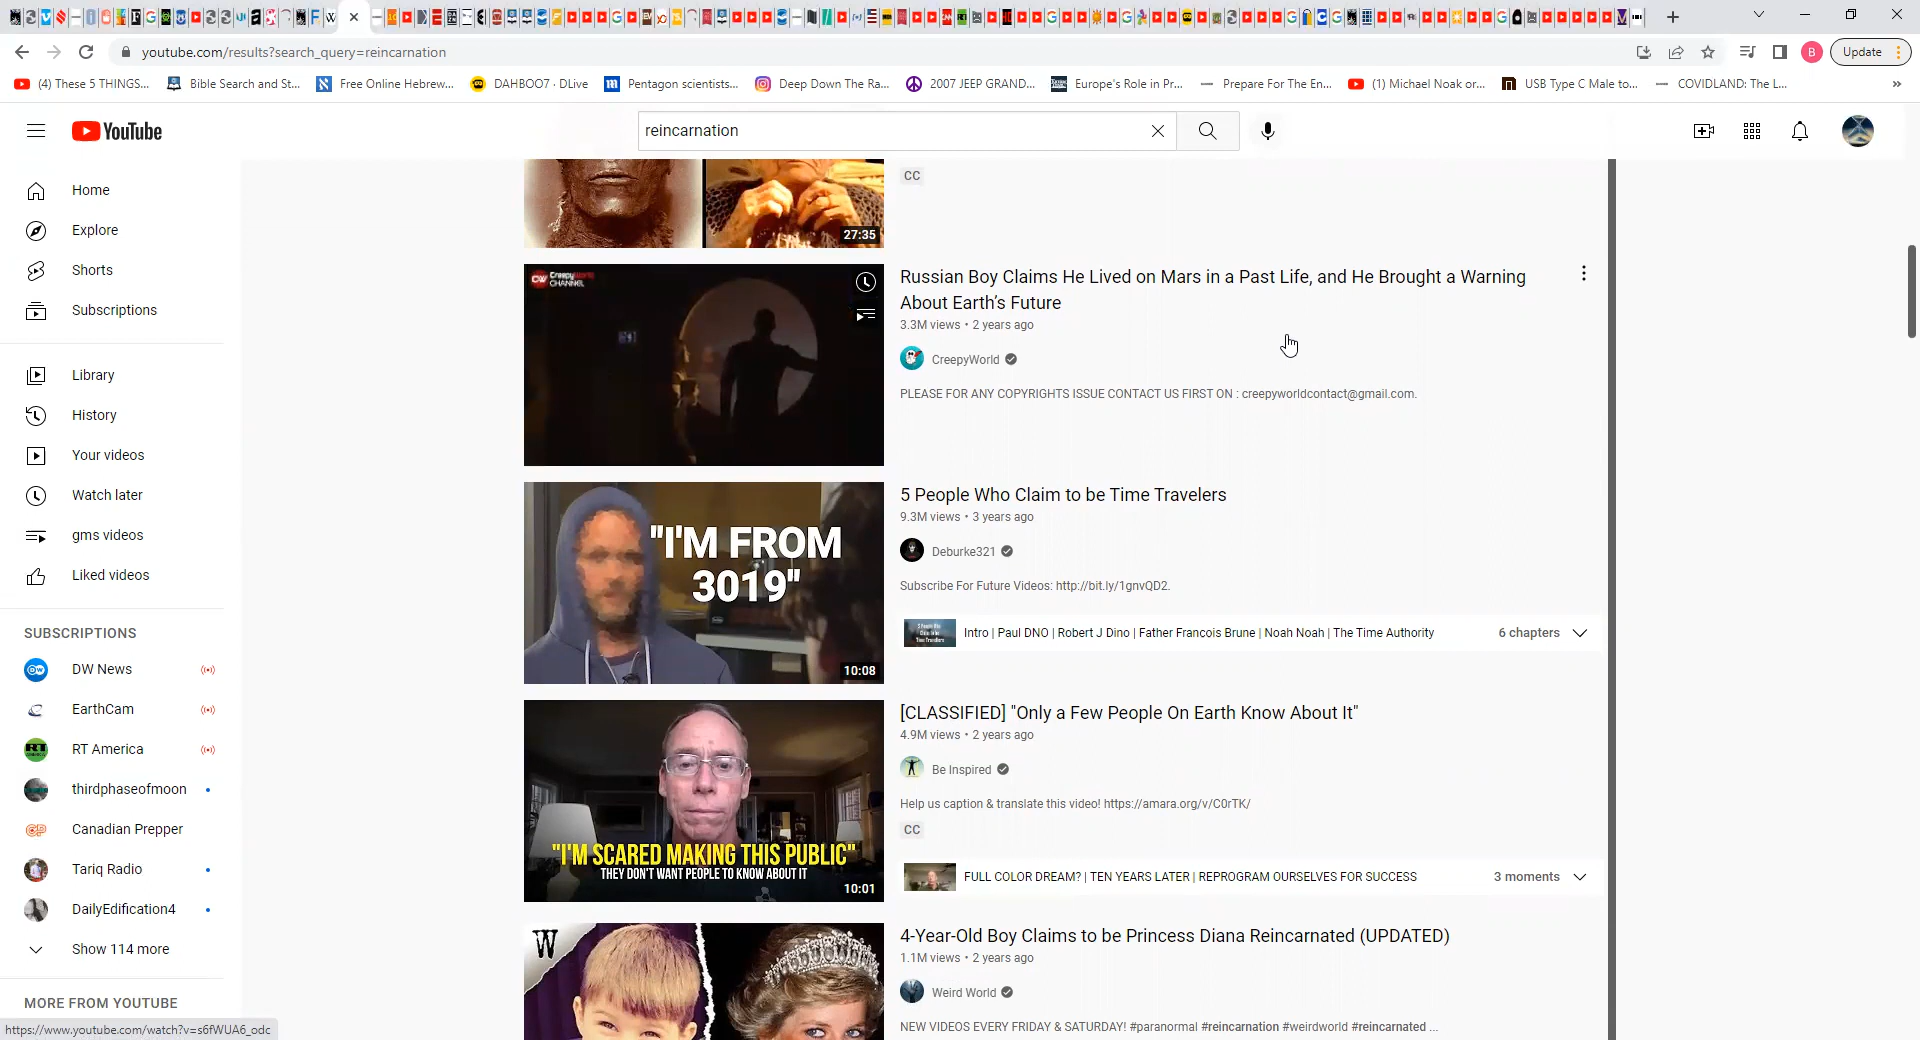 youtube.com/results?search_query=reincarnation
B
Update
(4) These 5 THINGS...
Bible Search and St...
Free Online Hebrew...
DAHBOO7 · DLive
Pentagon scientists...
Deep Down The Ra...
2007 JEEP GRAND...
Europe's Role in Pr...
Prepare For The En...
(1) Michael Noak or...
USB Type C Male to...
COVIDLAND: The L...
»
YouTube
reincarnation
Home
Explore
Shorts
Subscriptions
Library
History
Your videos
Watch later
gms videos
Liked videos
SUBSCRIPTIONS
DW News
EarthCam
RT America
thirdphaseofmoon
Canadian Prepper
Tariq Radio
DailyEdification4
Show 114 more
MORE FROM YOUTUBE
https://www.youtube.com/watch?v=s6fWUA6_odc
27:35
CC
CW CreepyWorld
CHANNEL
Russian Boy Claims He Lived on Mars in a Past Life, and He Brought a Warning
About Earth's Future
3.3M views • 2 years ago
CreepyWorld
PLEASE FOR ANY COPYRIGHTS ISSUE CONTACT US FIRST ON : creepyworldcontact@gmail.com.
"I'M FROM
3019"
10:08
5 People Who Claim to be Time Travelers
9.3M views • 3 years ago
Deburke321
Subscribe For Future Videos: http://bit.ly/1gnvQD2.
Intro | Paul DNO | Robert J Dino | Father Francois Brune | Noah Noah | The Time Authority
6 chapters
"I'M SCARED MAKING THIS PUBLIC"
THEY DON'T WANT PEOPLE TO KNOW ABOUT IT
10:01
[CLASSIFIED] "Only a Few People On Earth Know About It"
4.9M views • 2 years ago
Be Inspired
Help us caption & translate this video! https://amara.org/v/C0rTK/
CC
FULL COLOR DREAM? | TEN YEARS LATER | REPROGRAM OURSELVES FOR SUCCESS
3 moments
W
4-Year-Old Boy Claims to be Princess Diana Reincarnated (UPDATED)
1.1M views • 2 years ago
Weird World
NEW VIDEOS EVERY FRIDAY & SATURDAY! #paranormal #reincarnation #weirdworld #reincarnated ...